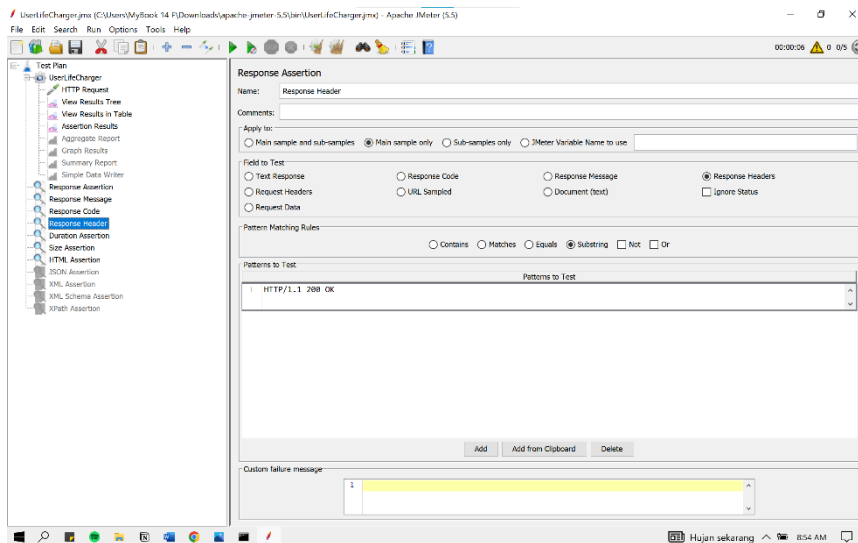 UserLifeCharger.jmx (C:\Users\MyBook 14 F\Downloads\apache-jmeter-5.5\bin\UserLifeCharger.jmx) - Apache JMeter (5.5)
File Edit Search Run Options Tools Help
00:00:06 0 0/5
Test Plan
UserLifeCharger
HTTP Request
View Results Tree
View Results in Table
Assertion Results
Aggregate Report
Graph Results
Summary Report
Simple Data Writer
Response Assertion
Response Message
Response Code
Response Header
Duration Assertion
Size Assertion
HTML Assertion
JSON Assertion
XML Assertion
XML Schema Assertion
XPath Assertion
Response Assertion
Name: Response Header
Comments:
Apply to:
Main sample and sub-samples Main sample only Sub-samples only JMeter Variable Name to use
Field to Test
Text Response Response Code Response Message Response Headers
Request Headers URL Sampled Document (text) Ignore Status
Request Data
Pattern Matching Rules
Contains Matches Equals Substring Not Or
Patterns to Test
Patterns to Test
1 HTTP/1.1 200 OK
Add Add from Clipboard Delete
Custom failure message
1
Hujan sekarang 8:54 AM